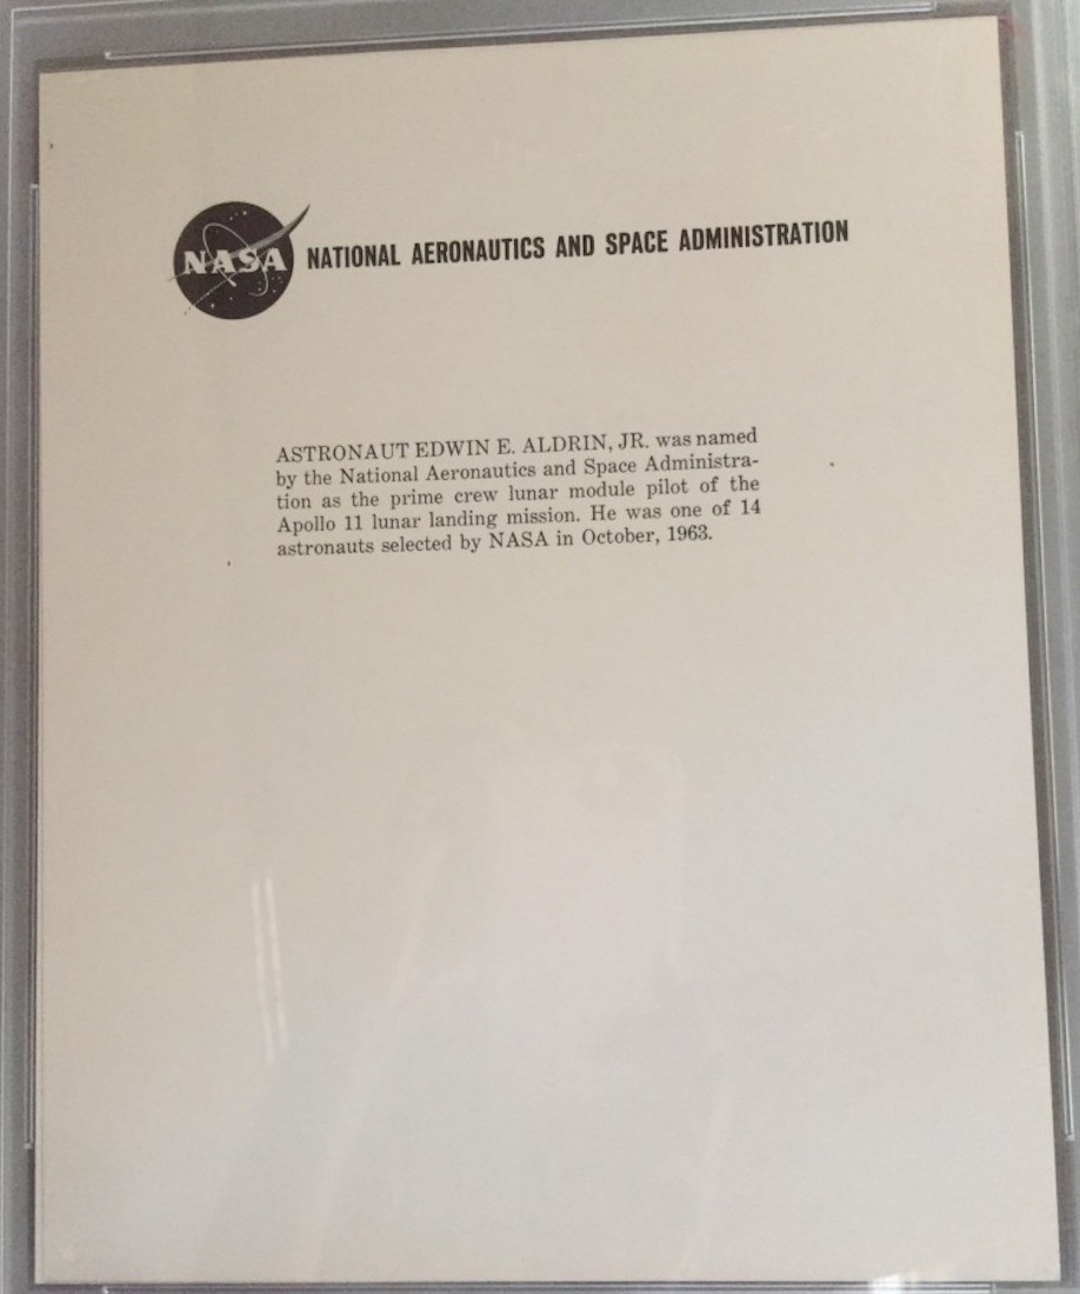 NASA NATIONAL AERONAUTICS AND SPACE ADMINISTRATION
ASTRONAUT EDWIN E. ALDRIN, JR. was named
by the National Aeronautics and Space Administra-
tion as the prime crew lunar module pilot of the
Apollo 11 lunar landing mission. He was one of 14
astronauts selected by NASA in October, 1963.